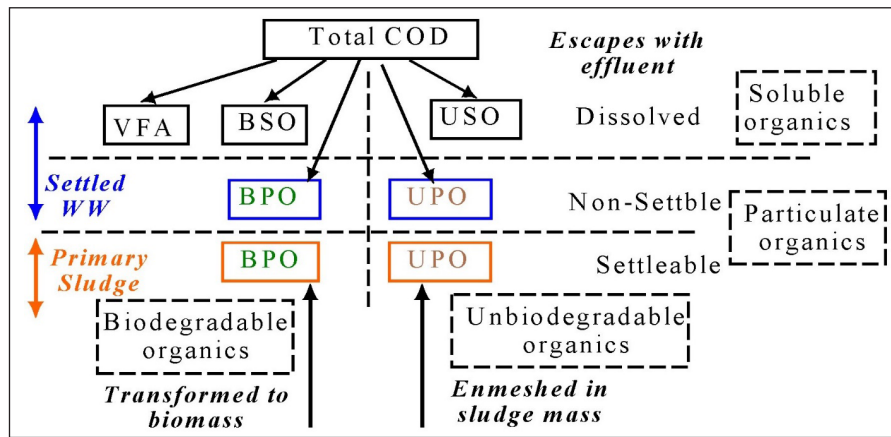 Total COD
Escapes with
effluent
VFA
BSO
USO
Dissolved
Soluble
organics
Settled
WW
BPO
UPO
Non-Settble
Particulate
organics
Primary
Sludge
BPO
UPO
Settleable
Biodegradable
organics
Unbiodegradable
organics
Transformed to
biomass
Enmeshed in
sludge mass